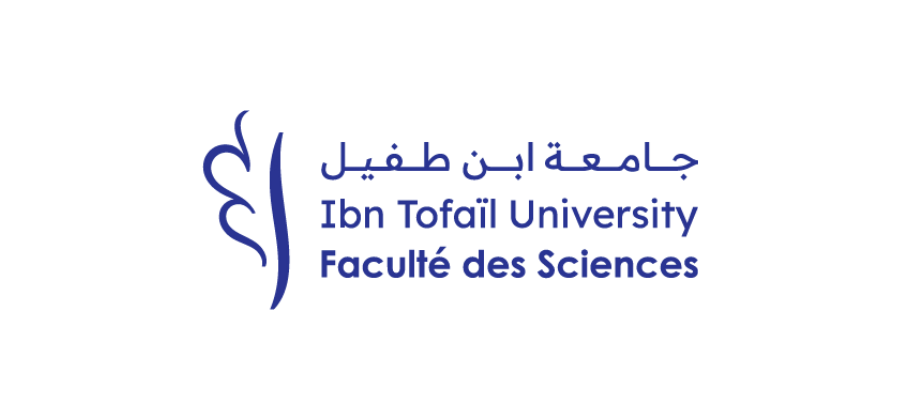 جامعة ابن طفيل
Ibn Tofaïl University
Faculté des Sciences